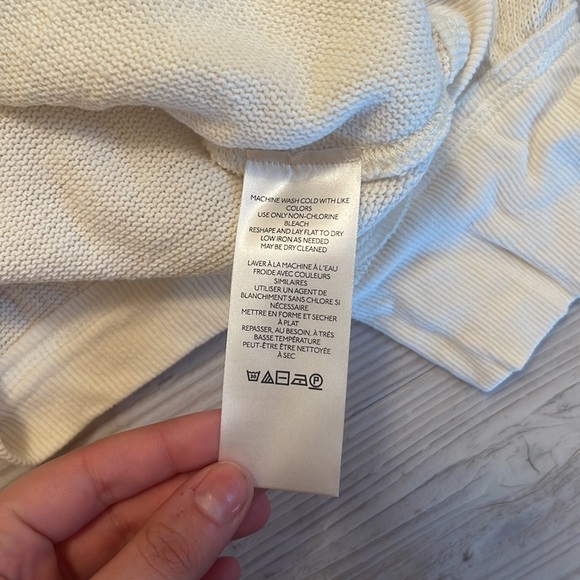 MACHINE WASH COLD WITH LIKE
COLORS
USE ONLY NON-CHLORINE
BLEACH
RESHAPE AND LAY FLAT TO DRY
LOW IRON AS NEEDED
MAY BE DRY CLEANED
LAVER À LA MACHINE À L'EAU
FROIDE AVEC COULEURS
SIMILAIRES
UTILISER UN AGENT DE
BLANCHIMENT SANS CHLORE SI
NÉCESSAIRE
METTRE EN FORME ET SECHER
À PLAT
REPASSER, AU BESOIN, À TRÉS
BASSE TEMPÉRATURE
PEUT-ÊTRE ÊTRE NETTOYÉE
À SEC
30 P